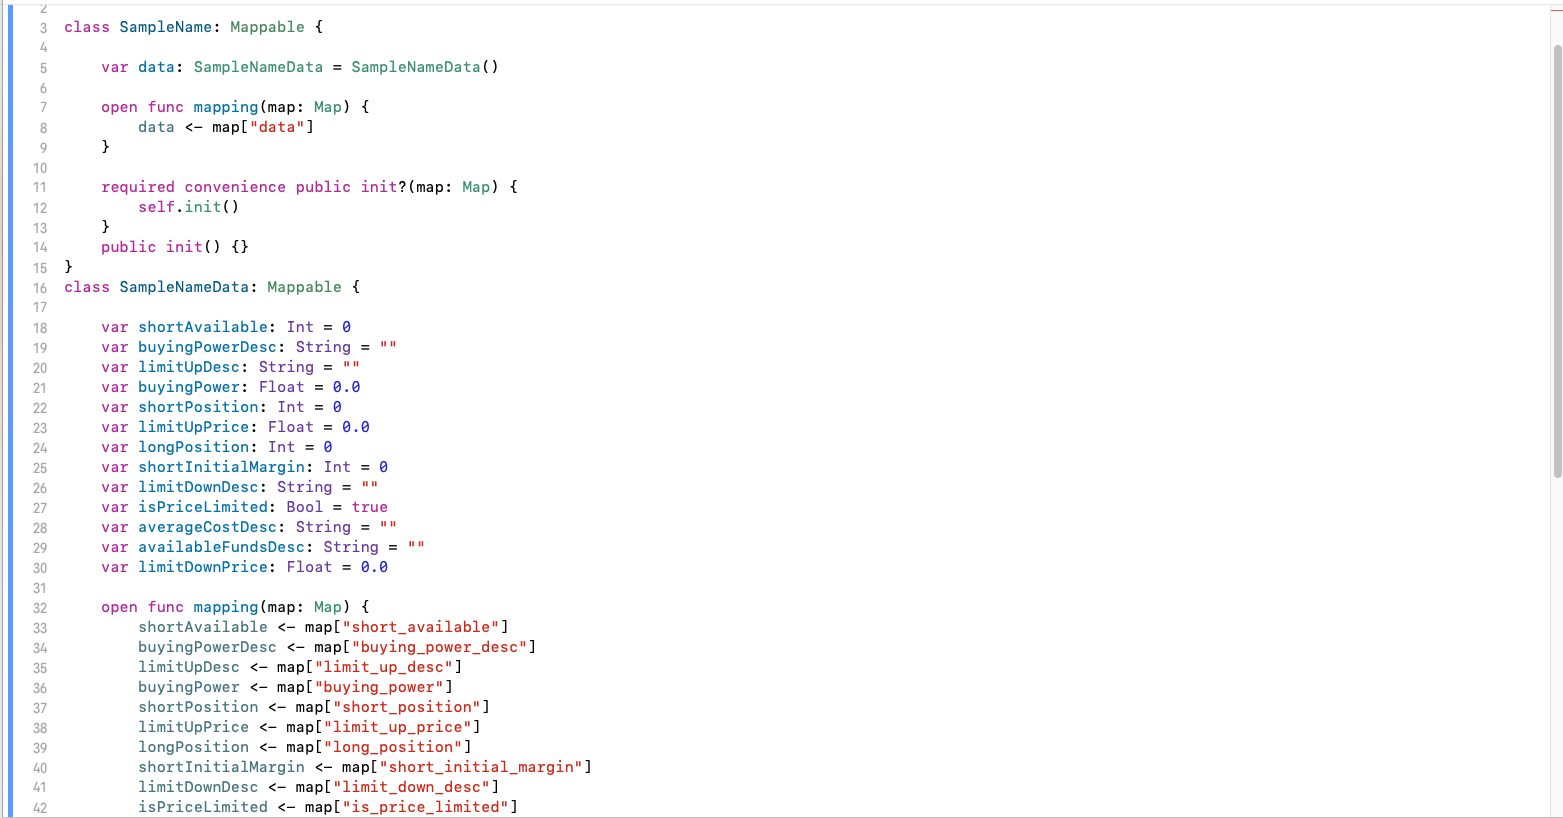 2
3 class SampleName: Mappable {
4
5 var data: SampleNameData = SampleNameData()
6
7 open func mapping(map: Map) {
8 data <- map["data"]
9 }
10
11 required convenience public init?(map: Map) {
12 self.init()
13 }
14 public init() {}
15 }
16 class SampleNameData: Mappable {
17
18 var shortAvailable: Int = 0
19 var buyingPowerDesc: String = ""
20 var limitUpDesc: String = ""
21 var buyingPower: Float = 0.0
22 var shortPosition: Int = 0
23 var limitUpPrice: Float = 0.0
24 var longPosition: Int = 0
25 var shortInitialMargin: Int = 0
26 var limitDownDesc: String = ""
27 var isPriceLimited: Bool = true
28 var averageCostDesc: String = ""
29 var availableFundsDesc: String = ""
30 var limitDownPrice: Float = 0.0
31
32 open func mapping(map: Map) {
33 shortAvailable <- map["short_available"]
34 buyingPowerDesc <- map["buying_power_desc"]
35 limitUpDesc <- map["limit_up_desc"]
36 buyingPower <- map["buying_power"]
37 shortPosition <- map["short_position"]
38 limitUpPrice <- map["limit_up_price"]
39 longPosition <- map["long_position"]
40 shortInitialMargin <- map["short_initial_margin"]
41 limitDownDesc <- map["limit_down_desc"]
42 isPriceLimited <- map["is_price_limited"]